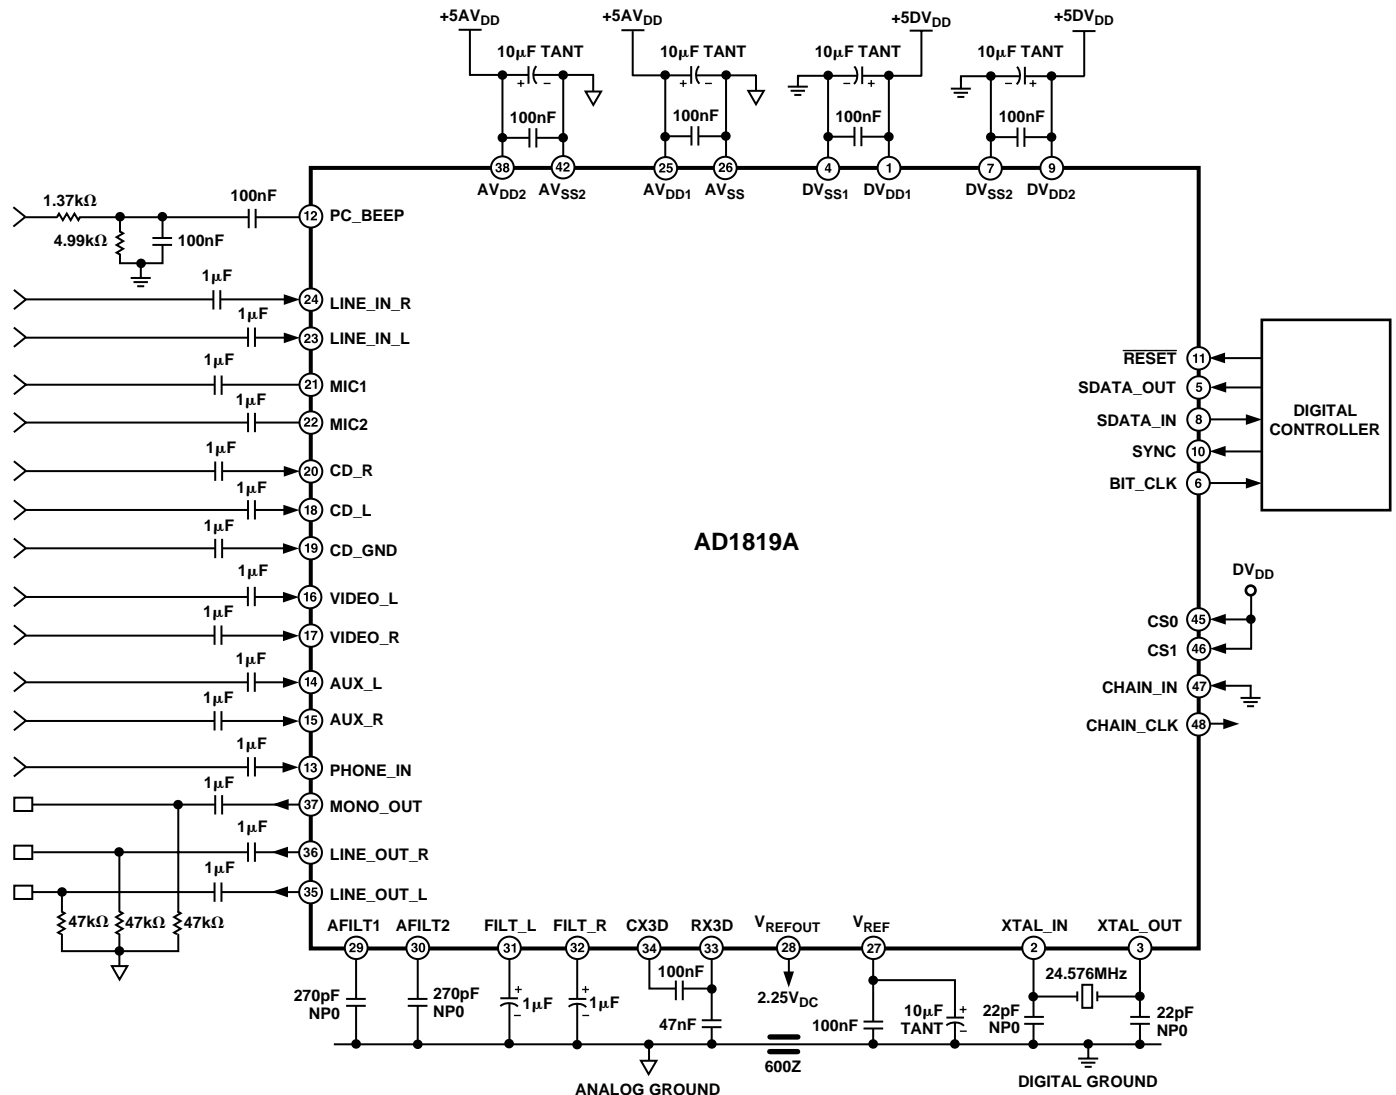 +5AVDD
+5AVDD
+5DVDD
+5DVDD
10µF TANT
10µF TANT
10µF TANT
10µF TANT
+ −
+ −
− +
− +
100nF
100nF
100nF
100nF
38
42
25
26
4
1
7
9
AVDD2
AVSS2
AVDD1
AVSS
DVSS1
DVDD1
DVSS2
DVDD2
1.37kΩ
100nF
12 PC_BEEP
4.99kΩ
100nF
1µF
24 LINE_IN_R
1µF
23 LINE_IN_L
1µF
21 MIC1
1µF
22 MIC2
1µF
20 CD_R
1µF
18 CD_L
1µF
19 CD_GND
1µF
16 VIDEO_L
1µF
17 VIDEO_R
1µF
14 AUX_L
1µF
15 AUX_R
1µF
13 PHONE_IN
1µF
37 MONO_OUT
1µF
36 LINE_OUT_R
1µF
35 LINE_OUT_L
47kΩ
47kΩ
47kΩ
AD1819A
RESET 11
SDATA_OUT 5
SDATA_IN 8
SYNC 10
BIT_CLK 6
DIGITAL
CONTROLLER
DVDD
CS0 45
CS1 46
CHAIN_IN 47
CHAIN_CLK 48
AFILT1
AFILT2
FILT_L
FILT_R
CX3D
RX3D
VREFOUT
VREF
XTAL_IN
XTAL_OUT
29
30
31
32
34
33
28
27
2
3
270pF
NP0
270pF
NP0
+
1µF
−
+
1µF
−
100nF
47nF
2.25VDC
100nF
10µF
TANT
+
−
24.576MHz
22pF
NP0
22pF
NP0
600Z
ANALOG GROUND
DIGITAL GROUND